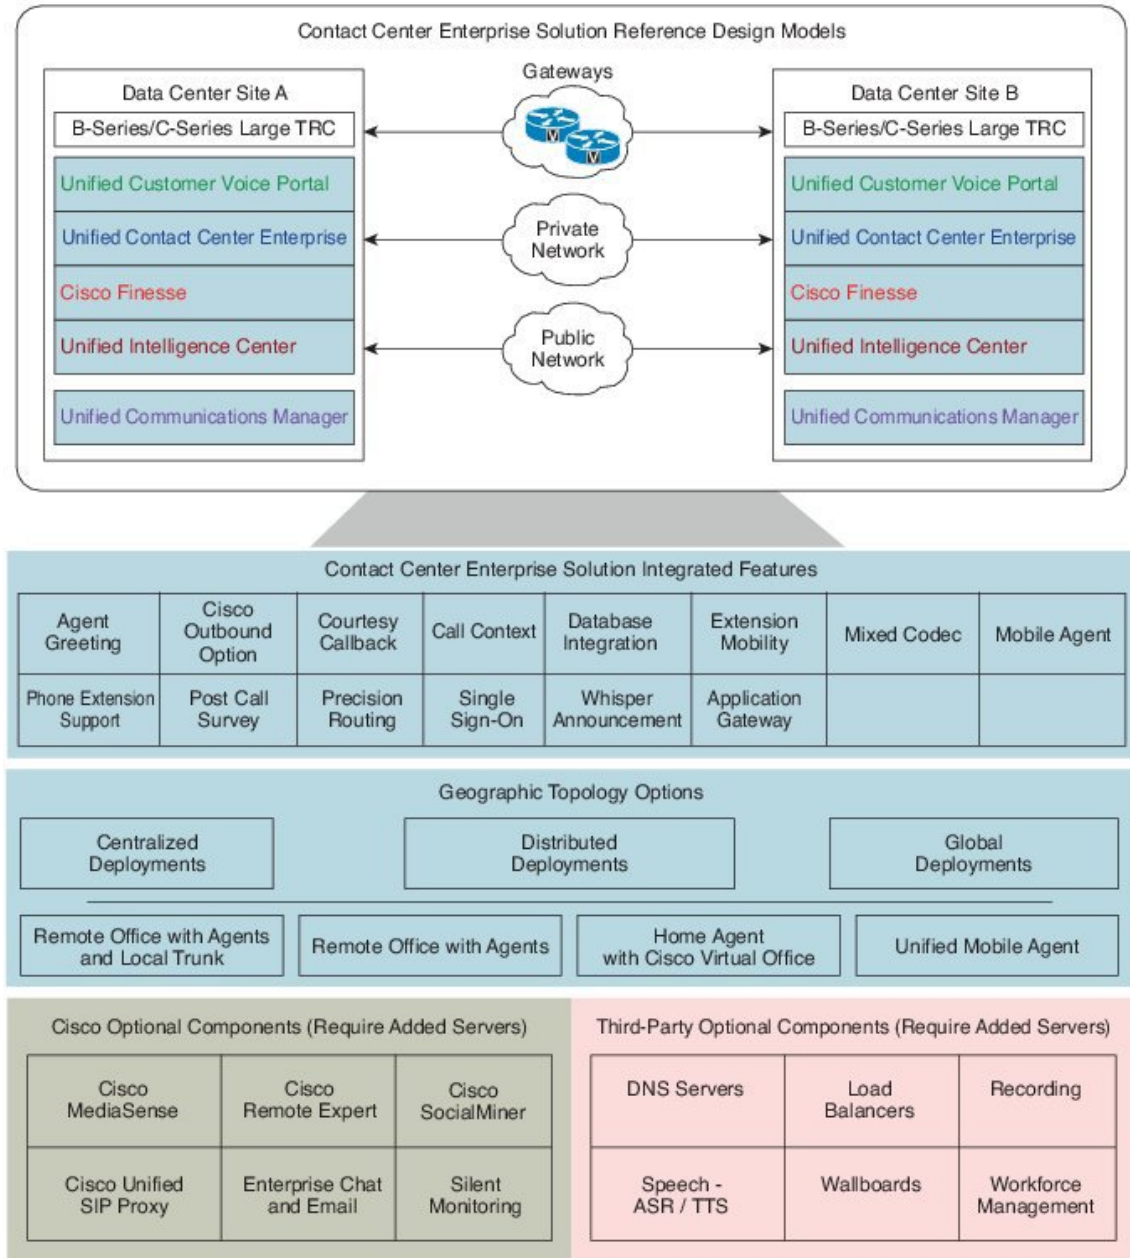 Contact Center Enterprise Solution Reference Design Models
Gateways
Data Center Site A
B-Series/C-Series Large TRC
Unified Customer Voice Portal
Unified Contact Center Enterprise
Cisco Finesse
Unified Intelligence Center
Unified Communications Manager
V
V
Private
Network
Public
Network
Data Center Site B
B-Series/C-Series Large TRC
Unified Customer Voice Portal
Unified Contact Center Enterprise
Cisco Finesse
Unified Intelligence Center
Unified Communications Manager
Contact Center Enterprise Solution Integrated Features
Agent
Greeting
Cisco
Outbound
Option
Courtesy
Callback
Call Context
Database
Integration
Extension
Mobility
Mixed Codec
Mobile Agent
Phone Extension
Support
Post Call
Survey
Precision
Routing
Single
Sign-On
Whisper
Announcement
Application
Gateway
Geographic Topology Options
Centralized
Deployments
Distributed
Deployments
Global
Deployments
Remote Office with Agents
and Local Trunk
Remote Office with Agents
Home Agent
with Cisco Virtual Office
Unified Mobile Agent
Cisco Optional Components (Require Added Servers)
Cisco
MediaSense
Cisco
Remote Expert
Cisco
SocialMiner
Cisco Unified
SIP Proxy
Enterprise Chat
and Email
Silent
Monitoring
Third-Party Optional Components (Require Added Servers)
DNS Servers
Load
Balancers
Recording
Speech -
ASR / TTS
Wallboards
Workforce
Management